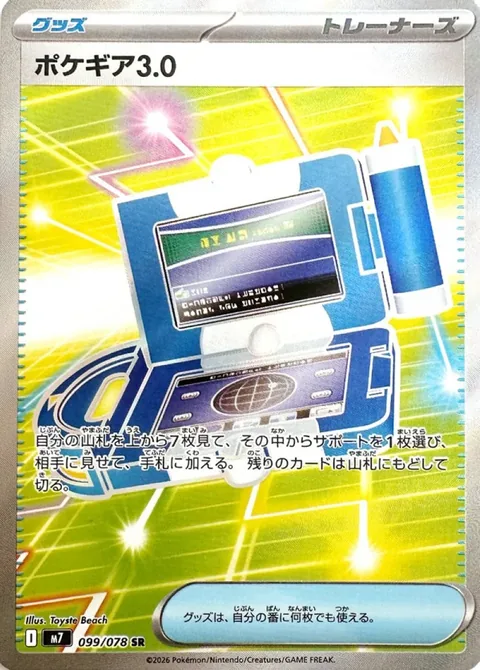 グッズ
トレーナーズ
ポケギア3.0
自分の山札を上から7枚見て、その中からサポートを1枚選び、
相手に見せて、手札に加える。残りのカードは山札にもどして
切る。
グッズは、自分の番に何枚でも使える。
Illus. Toyste Beach
I M7 099/078 SR
©2026 Pokémon/Nintendo/Creatures/GAME FREAK.